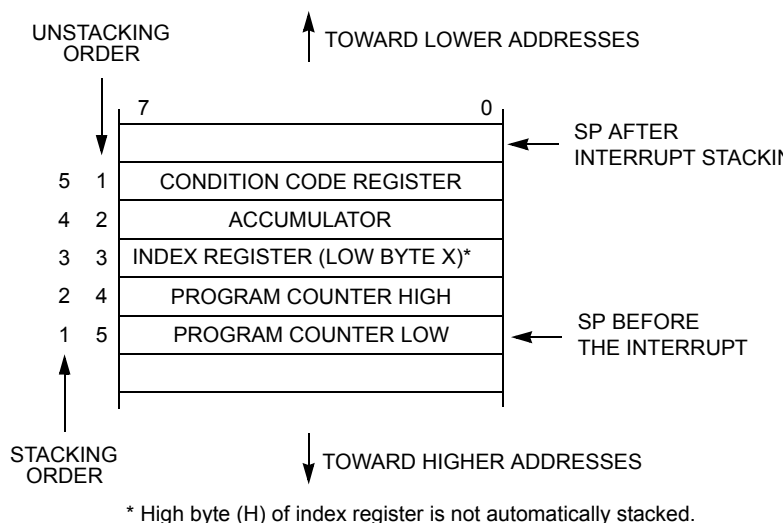 UNSTACKING
ORDER
TOWARD LOWER ADDRESSES
7 0
SP AFTER
INTERRUPT STACKIN
5 1 CONDITION CODE REGISTER
4 2 ACCUMULATOR
3 3 INDEX REGISTER (LOW BYTE X)*
2 4 PROGRAM COUNTER HIGH
1 5 PROGRAM COUNTER LOW
SP BEFORE
THE INTERRUPT
STACKING
ORDER
TOWARD HIGHER ADDRESSES
* High byte (H) of index register is not automatically stacked.